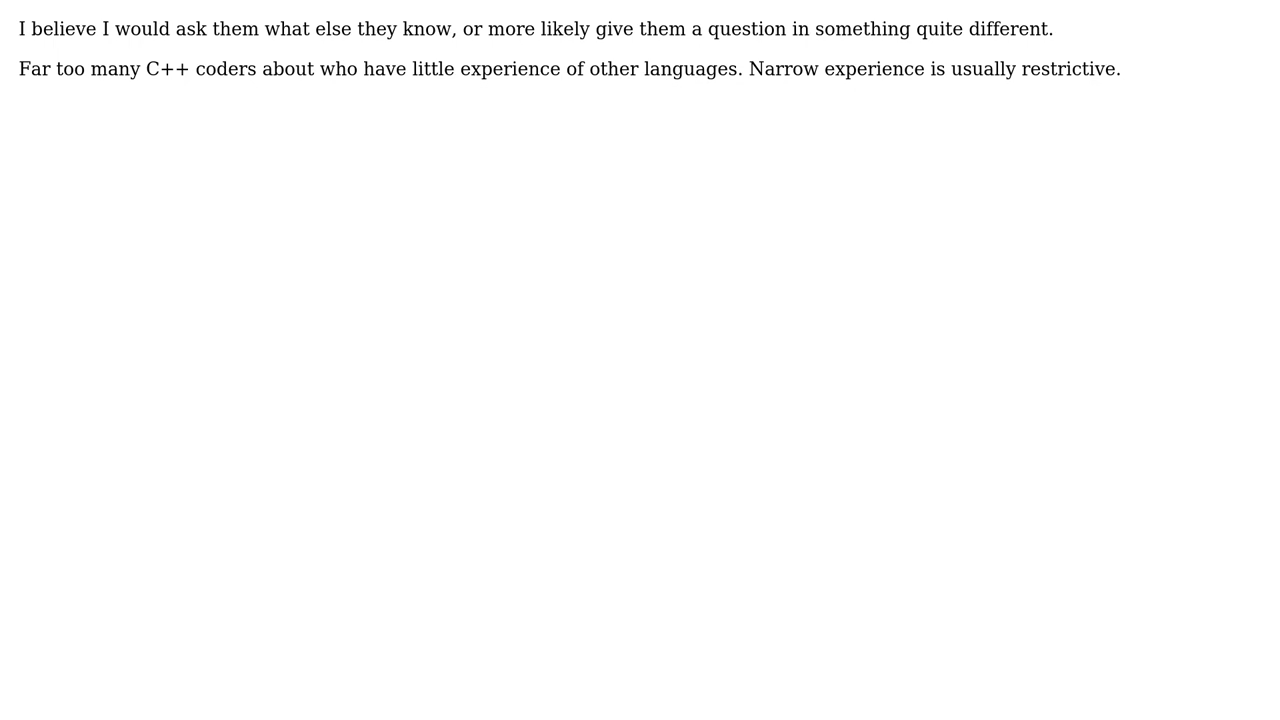 I believe I would ask them what else they know, or more likely give them a question in something quite different.
Far too many C++ coders about who have little experience of other languages. Narrow experience is usually restrictive.